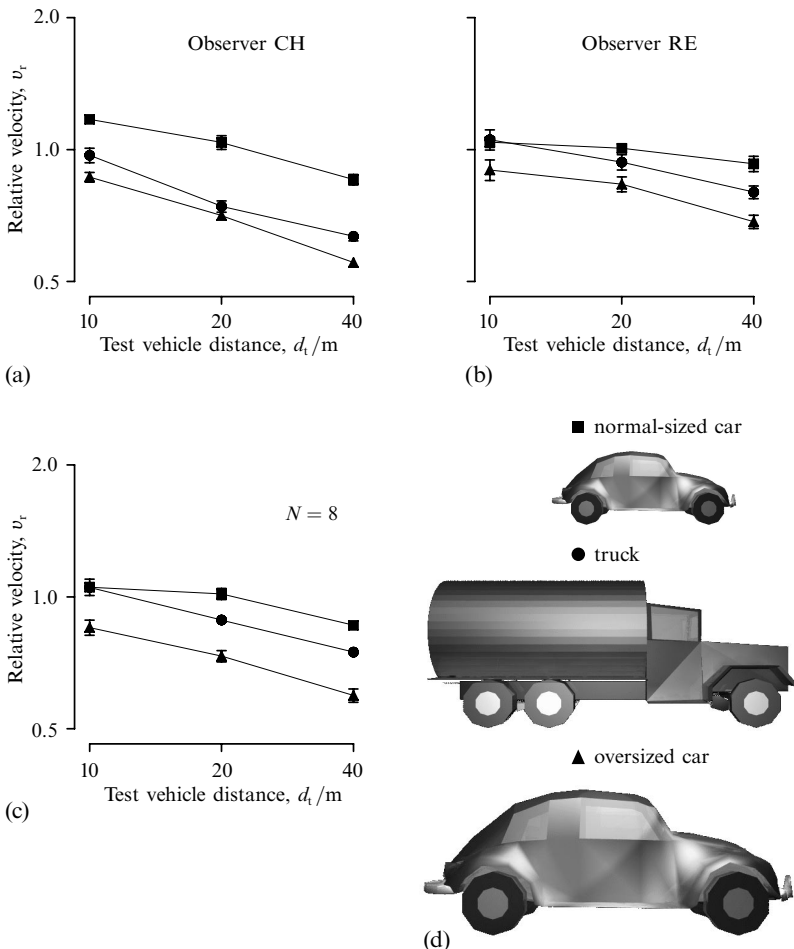 2.0
Observer CH
Relative velocity, vᵣ
1.0
0.5
10 20 40
Test vehicle distance, dₜ/m
(a)
Observer RE
10 20 40
Test vehicle distance, dₜ/m
(b)
2.0
N = 8
Relative velocity, vᵣ
1.0
0.5
10 20 40
Test vehicle distance, dₜ/m
(c)
normal-sized car
truck
oversized car
(d)